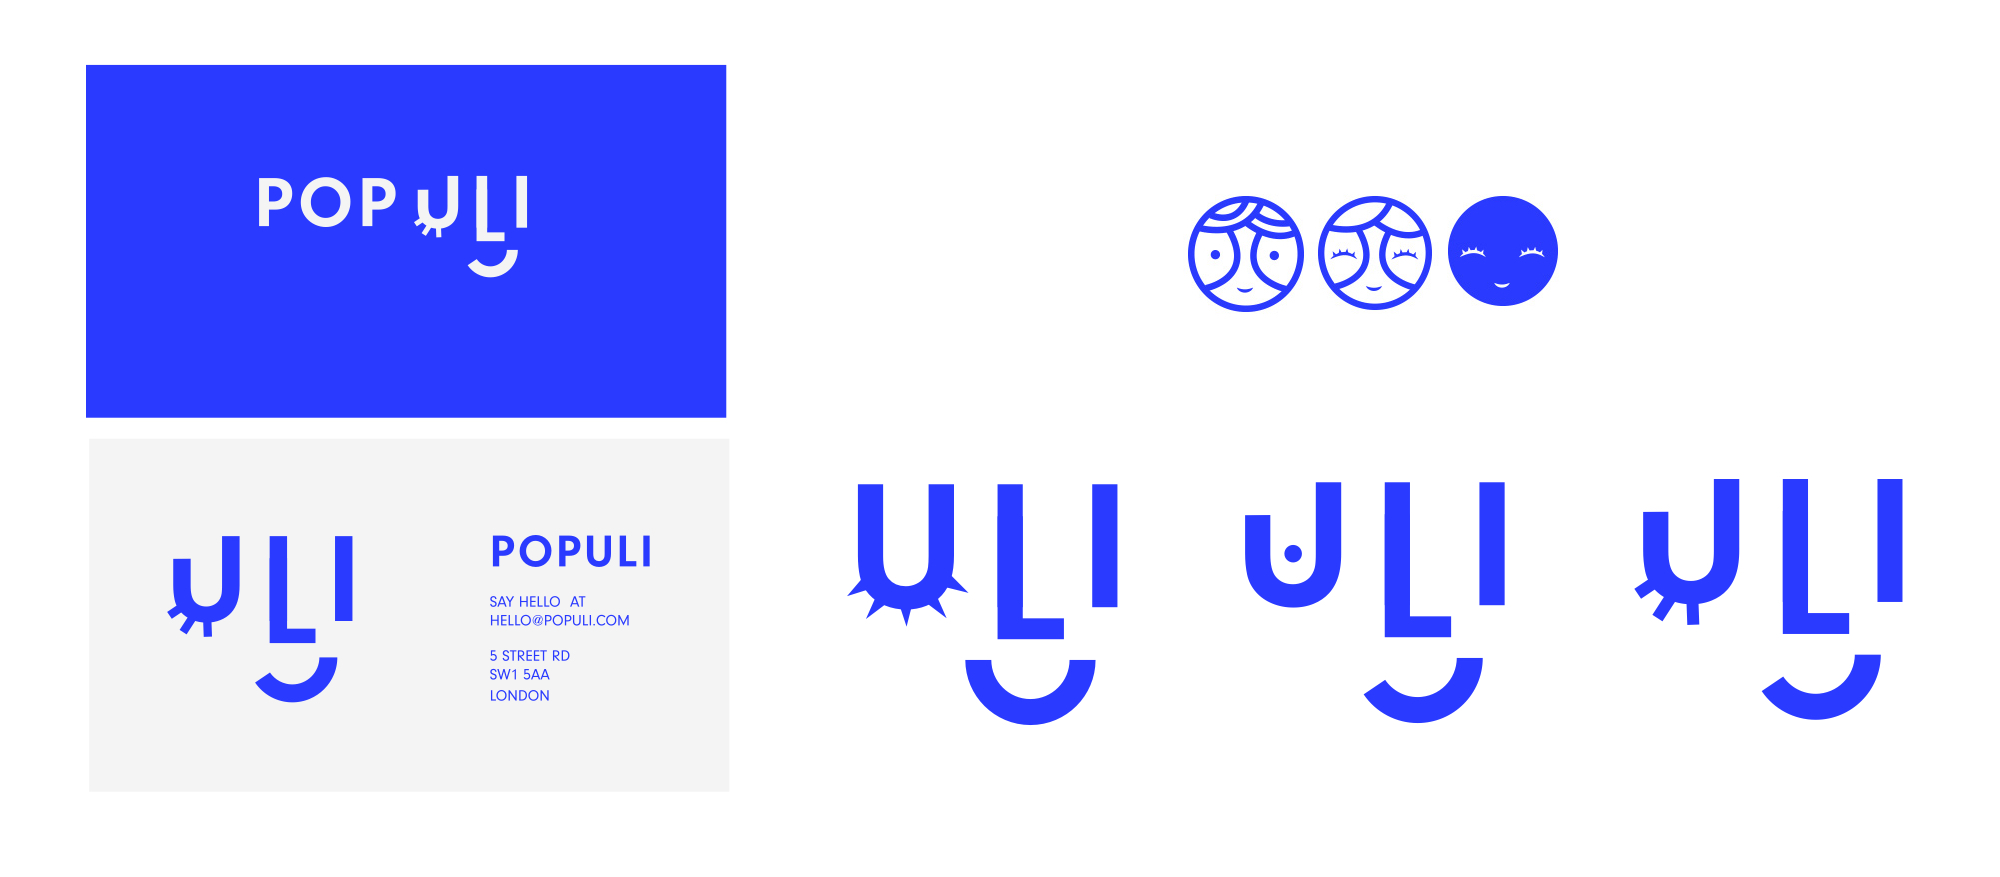 POPULI
ULI
POPULI
SAY HELLO AT
HELLO@POPULI.COM
5 STREET RD
SW1 5AA
LONDON
ULI
ULI
ULI